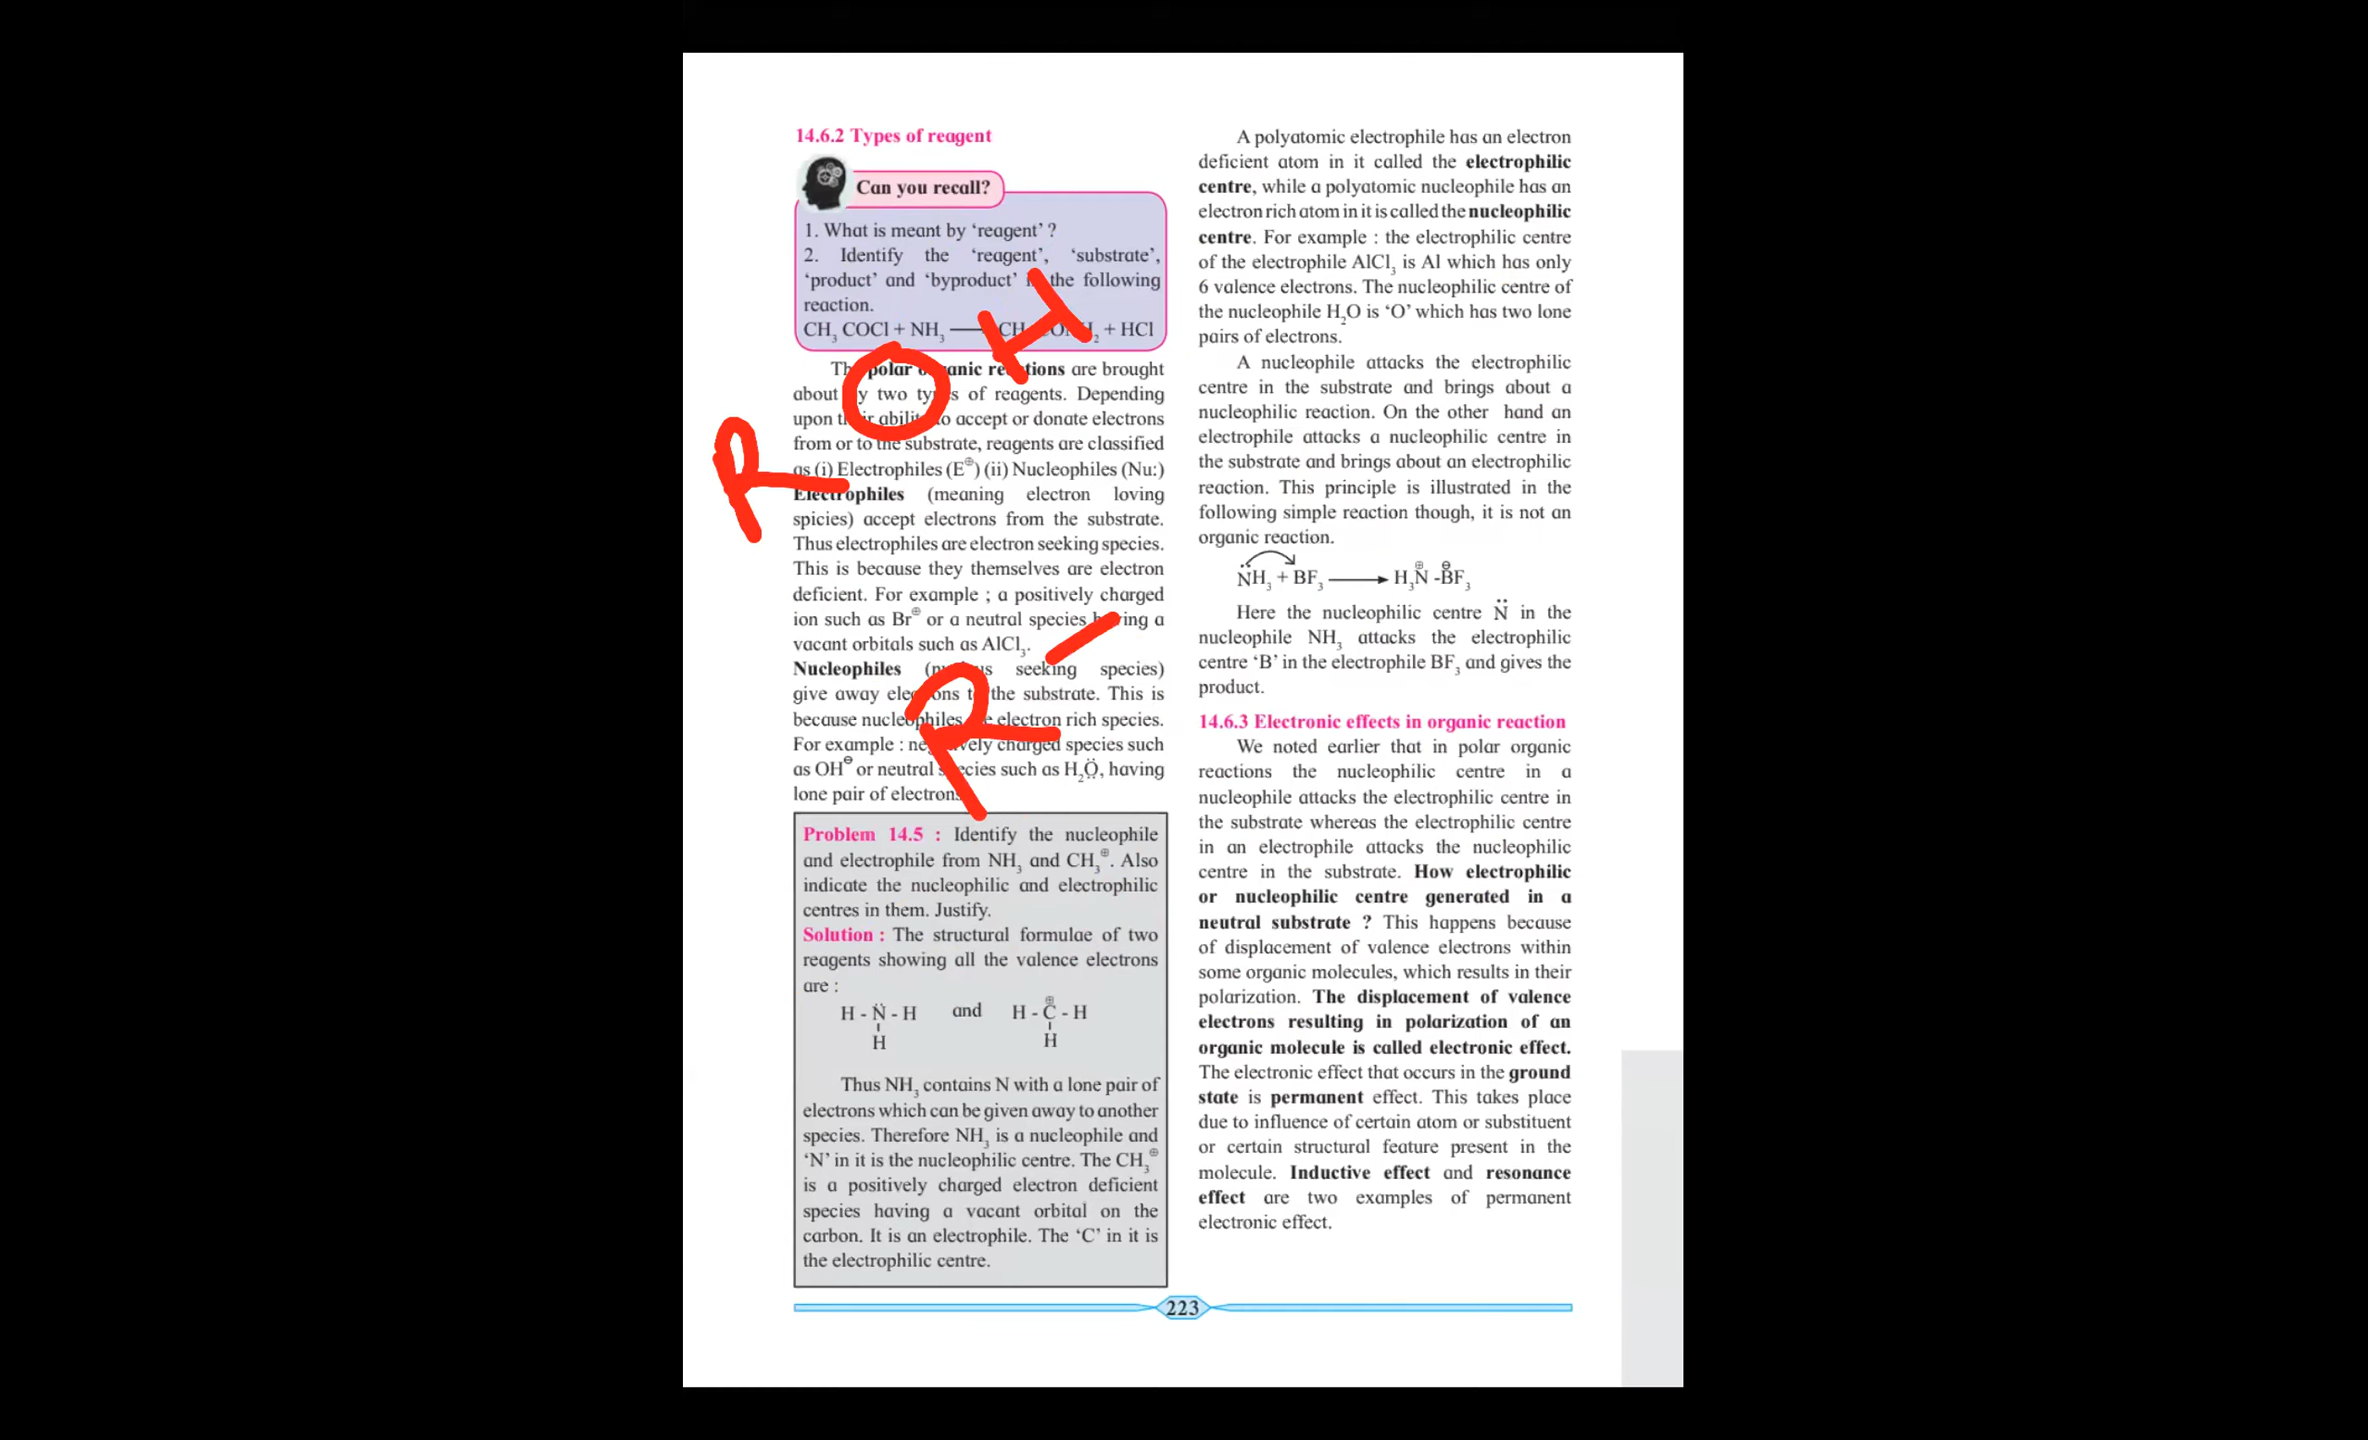 14.6.2 Types of reagent
Can you recall?
1. What is meant by ‘reagent’ ?
2. Identify the ‘reagent’, ‘substrate’,
‘product’ and ‘byproduct’ the following
reaction.
CH₃ COCl + NH₃ ⟶ CH ₂ + HCl
polar are brought
about two of reagents. Depending
upon accept or donate electrons
from or to the substrate, reagents are classified
as (i) Electrophiles (E⊕) (ii) Nucleophiles (Nu:)
Electrophiles (meaning electron loving
spicies) accept electrons from the substrate.
Thus electrophiles are electron seeking species.
This is because they themselves are electron
deficient. For example ; a positively charged
ion such as Br⊕ or a neutral species having a
vacant orbitals such as AlCl₃.
Nucleophiles seeking species)
give away the substrate. This is
because nucleophiles electron rich species.
For example : charged species such
as OH⊖ or neutral species such as H₂Ö, having
lone pair of electrons
ROH
R –
Problem 14.5 : Identify the nucleophile
and electrophile from NH₃ and CH₃⊕. Also
indicate the nucleophilic and electrophilic
centres in them. Justify.
Solution : The structural formulae of two
reagents showing all the valence electrons
are :
H - N̈ - H and H - C⊕ - H
H H
Thus NH₃ contains N with a lone pair of
electrons which can be given away to another
species. Therefore NH₃ is a nucleophile and
‘N’ in it is the nucleophilic centre. The CH₃⊕
is a positively charged electron deficient
species having a vacant orbital on the
carbon. It is an electrophile. The ‘C’ in it is
the electrophilic centre.
A polyatomic electrophile has an electron
deficient atom in it called the electrophilic
centre, while a polyatomic nucleophile has an
electron rich atom in it is called the nucleophilic
centre. For example : the electrophilic centre
of the electrophile AlCl₃ is Al which has only
6 valence electrons. The nucleophilic centre of
the nucleophile H₂O is ‘O’ which has two lone
pairs of electrons.
A nucleophile attacks the electrophilic
centre in the substrate and brings about a
nucleophilic reaction. On the other hand an
electrophile attacks a nucleophilic centre in
the substrate and brings about an electrophilic
reaction. This principle is illustrated in the
following simple reaction though, it is not an
organic reaction.
N̈H₃ + BF₃ ⟶ H₃N⊕ -B⊖F₃
Here the nucleophilic centre N̈ in the
nucleophile NH₃ attacks the electrophilic
centre ‘B’ in the electrophile BF₃ and gives the
product.
14.6.3 Electronic effects in organic reaction
We noted earlier that in polar organic
reactions the nucleophilic centre in a
nucleophile attacks the electrophilic centre in
the substrate whereas the electrophilic centre
in an electrophile attacks the nucleophilic
centre in the substrate. How electrophilic
or nucleophilic centre generated in a
neutral substrate ? This happens because
of displacement of valence electrons within
some organic molecules, which results in their
polarization. The displacement of valence
electrons resulting in polarization of an
organic molecule is called electronic effect.
The electronic effect that occurs in the ground
state is permanent effect. This takes place
due to influence of certain atom or substituent
or certain structural feature present in the
molecule. Inductive effect and resonance
effect are two examples of permanent
electronic effect.
223